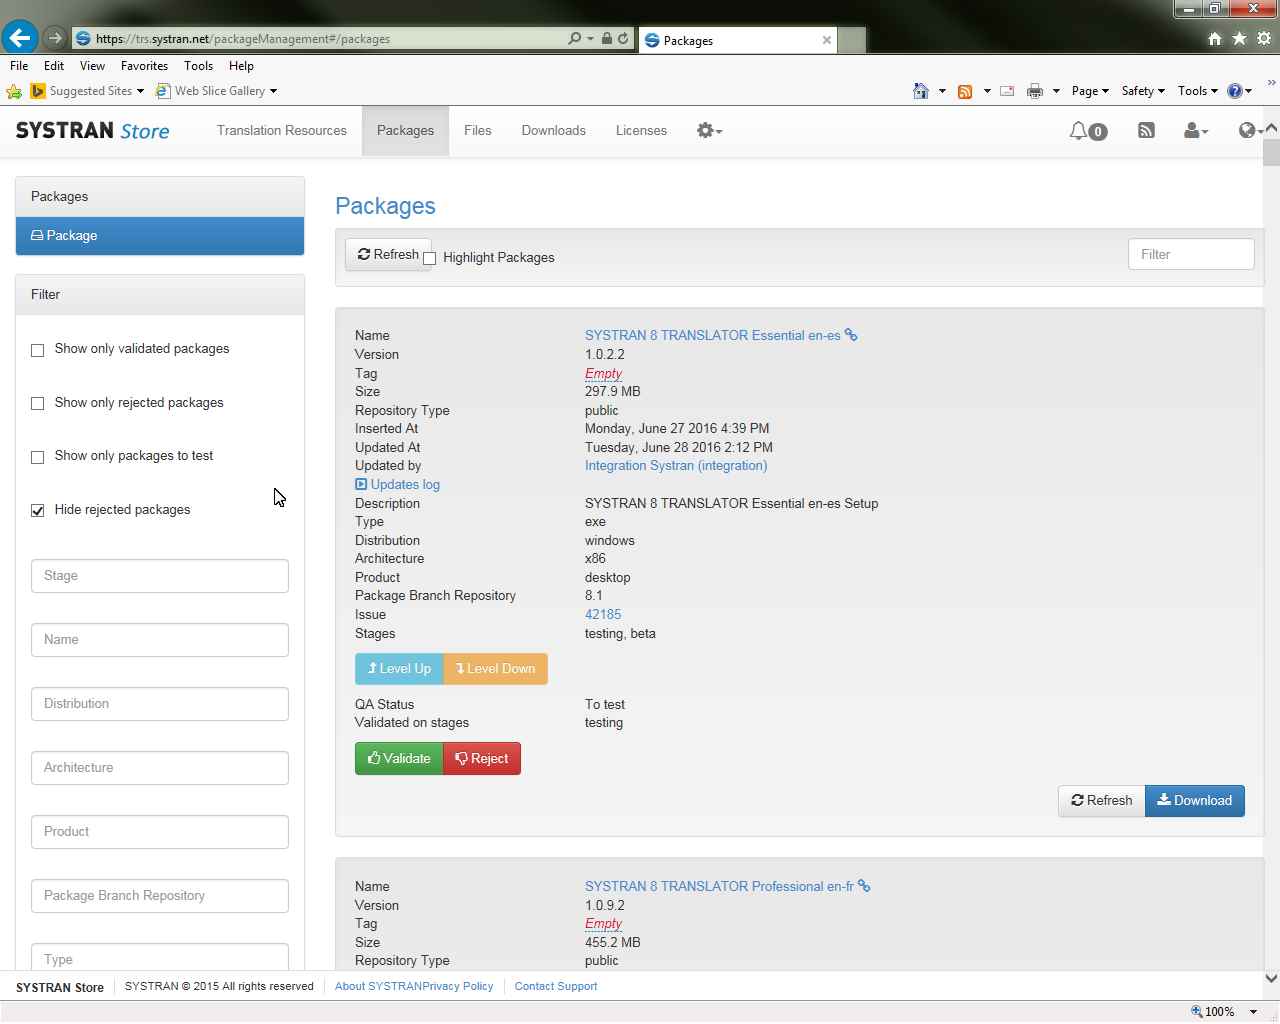 https://trs.systran.net/packageManagement#/packages
Packages
File Edit View Favorites Tools Help
Suggested Sites Web Slice Gallery Page Safety Tools
SYSTRAN Store Translation Resources Packages Files Downloads Licenses 0
Packages
Package
Filter
Show only validated packages
Show only rejected packages
Show only packages to test
Hide rejected packages
Stage
Name
Distribution
Architecture
Product
Package Branch Repository
Type
Packages
Refresh Highlight Packages Filter
Name SYSTRAN 8 TRANSLATOR Essential en-es
Version 1.0.2.2
Tag Empty
Size 297.9 MB
Repository Type public
Inserted At Monday, June 27 2016 4:39 PM
Updated At Tuesday, June 28 2016 2:12 PM
Updated by Integration Systran (integration)
Updates log
Description SYSTRAN 8 TRANSLATOR Essential en-es Setup
Type exe
Distribution windows
Architecture x86
Product desktop
Package Branch Repository 8.1
Issue 42185
Stages testing, beta
Level Up Level Down
QA Status To test
Validated on stages testing
Validate Reject
Refresh Download
Name SYSTRAN 8 TRANSLATOR Professional en-fr
Version 1.0.9.2
Tag Empty
Size 455.2 MB
Repository Type public
SYSTRAN Store SYSTRAN © 2015 All rights reserved About SYSTRANPrivacy Policy Contact Support
100%